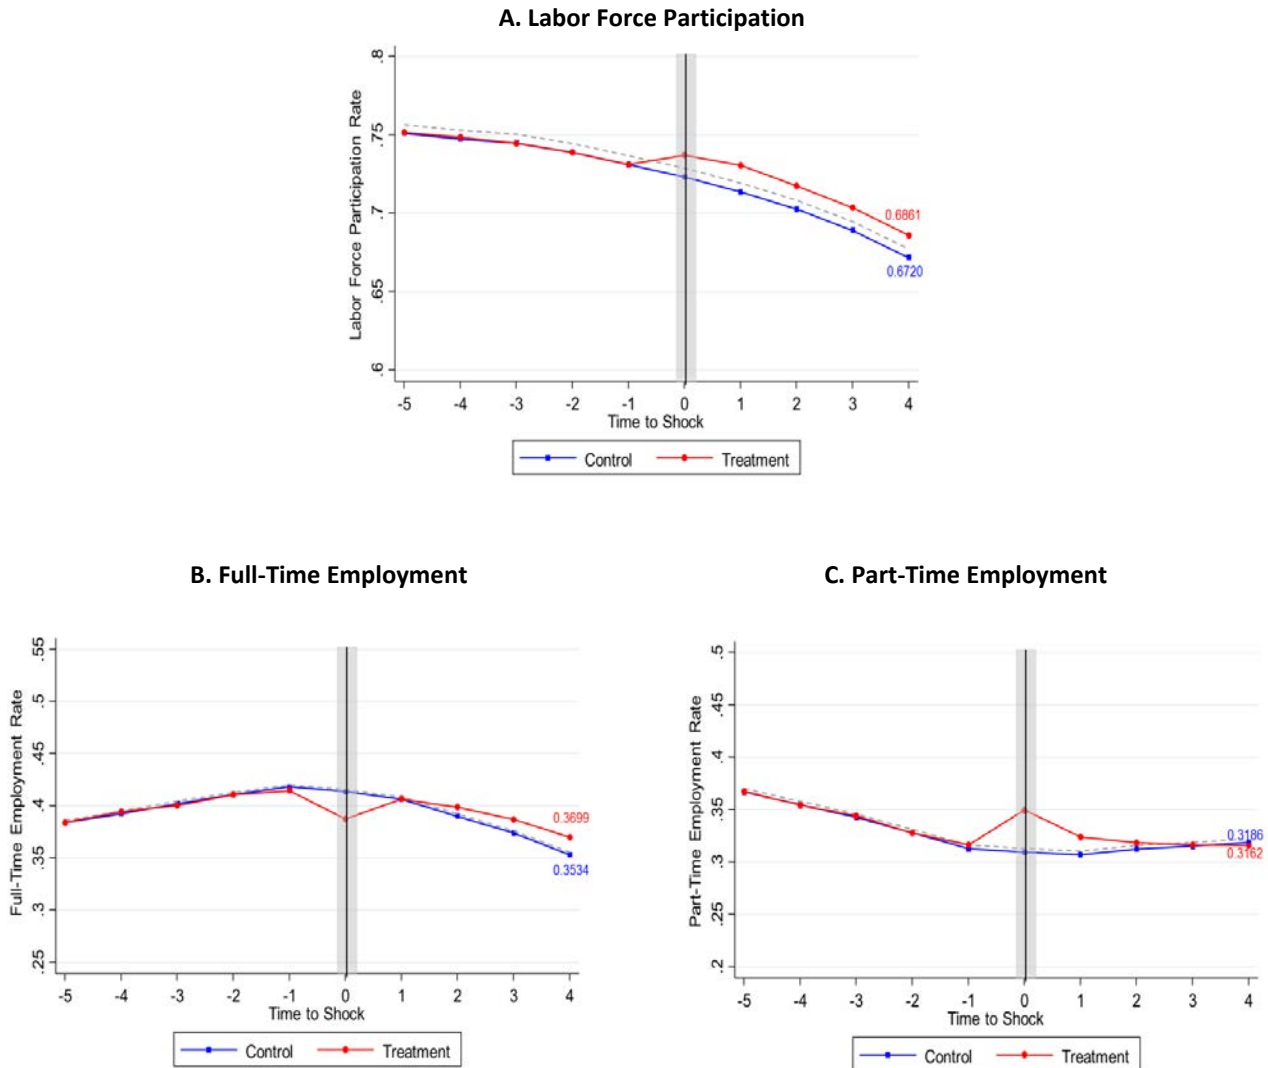 A. Labor Force Participation
Labor Force Participation Rate
.8
.75
.7
.65
.6
0.6861
0.6720
-5 -4 -3 -2 -1 0 1 2 3 4
Time to Shock
Control Treatment
B. Full-Time Employment
Full-Time Employment Rate
.55
.5
.45
.4
.35
.3
.25
0.3699
0.3534
-5 -4 -3 -2 -1 0 1 2 3 4
Time to Shock
Control Treatment
C. Part-Time Employment
Part-Time Employment Rate
.5
.45
.4
.35
.3
.25
.2
0.3186
0.3162
-5 -4 -3 -2 -1 0 1 2 3 4
Time to Shock
Control Treatment